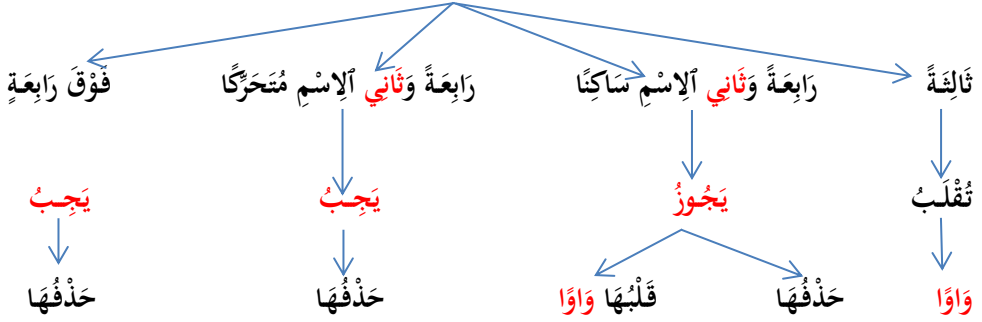 ثَالِثَةً رَابِعَةً وَثَانِي ٱلِاسْمِ سَاكِنًا رَابِعَةً وَثَانِي ٱلِاسْمِ مُتَحَرِّكًا فَوْقَ رَابِعَةٍ
تُقْلَبُ يَجُوزُ يَجِبُ يَجِبُ
وَاوًا حَذْفُهَا قَلْبُهَا وَاوًا حَذْفُهَا حَذْفُهَا